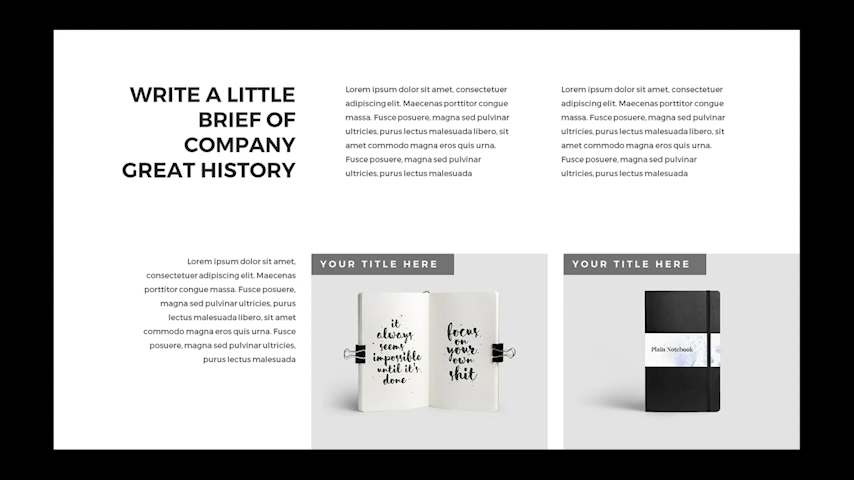 WRITE A LITTLE
BRIEF OF
COMPANY
GREAT HISTORY
Lorem ipsum dolor sit amet, consectetuer
adipiscing elit. Maecenas porttitor congue
massa. Fusce posuere, magna sed pulvinar
ultricies, purus lectus malesuada libero, sit
amet commodo magna eros quis urna.
Fusce posuere, magna sed pulvinar
ultricies, purus lectus malesuada
Lorem ipsum dolor sit amet, consectetuer
adipiscing elit. Maecenas porttitor congue
massa. Fusce posuere, magna sed pulvinar
ultricies, purus lectus malesuada libero, sit
amet commodo magna eros quis urna.
Fusce posuere, magna sed pulvinar
ultricies, purus lectus malesuada
Lorem ipsum dolor sit amet,
consectetuer adipiscing elit. Maecenas
porttitor congue massa. Fusce posuere,
magna sed pulvinar ultricies, purus
lectus malesuada libero, sit amet
commodo magna eros quis urna. Fusce
posuere, magna sed pulvinar ultricies,
purus lectus malesuada
YOUR TITLE HERE
it
always
seems
impossible
until it's
done
focus
on
your
own
shit
YOUR TITLE HERE
Plain Notebook